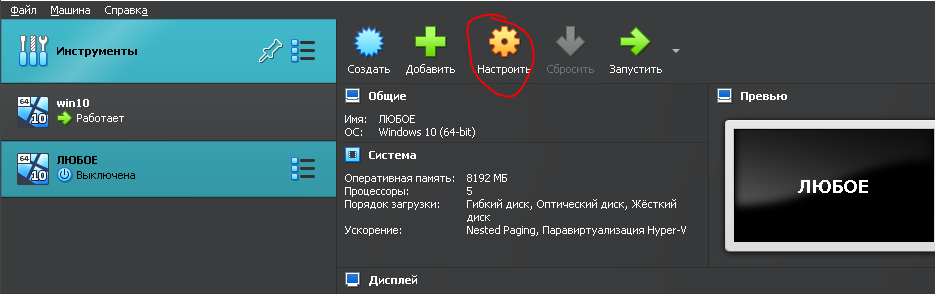 Файл Машина Справка
Инструменты
Создать Добавить Настроить Сбросить Запустить
64 10 win10
Работает
64 10 ЛЮБОЕ
Выключена
Общие
Имя: ЛЮБОЕ
ОС: Windows 10 (64-bit)
Система
Оперативная память: 8192 МБ
Процессоры: 5
Порядок загрузки: Гибкий диск, Оптический диск, Жёсткий
диск
Ускорение: Nested Paging, Паравиртуализация Hyper-V
Дисплей
Превью
ЛЮБОЕ